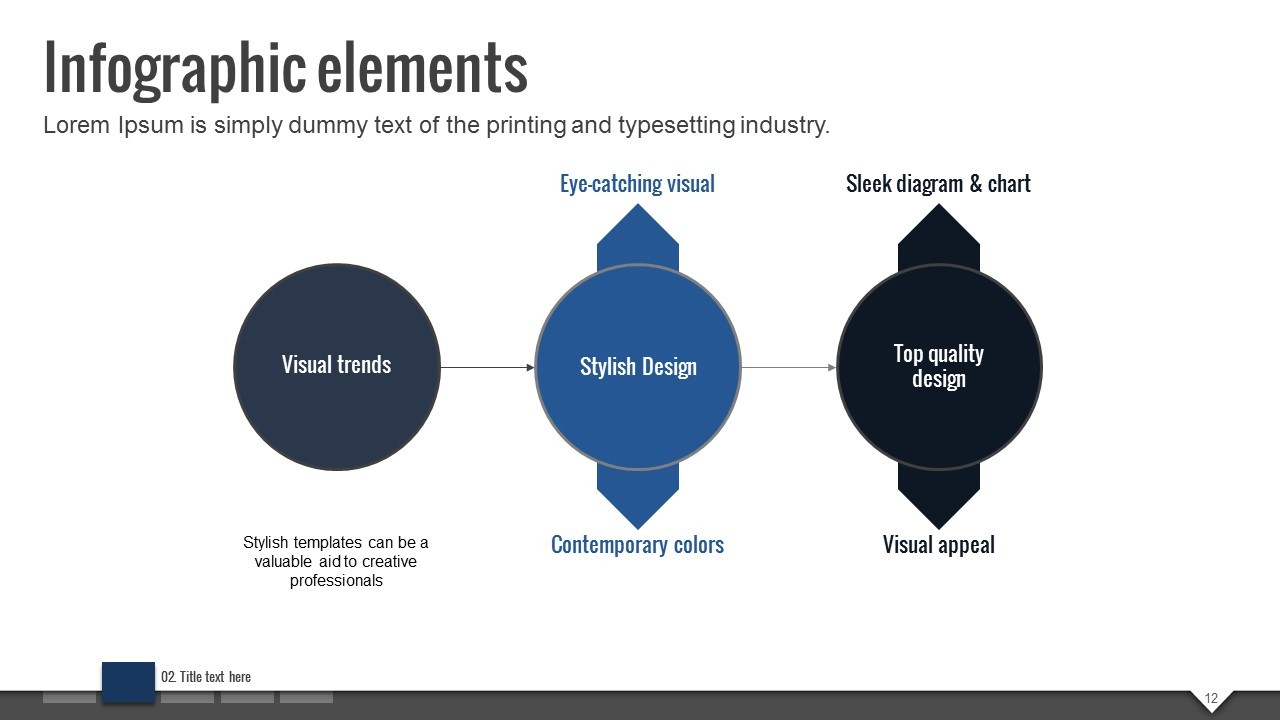 Infographic elements
Lorem Ipsum is simply dummy text of the printing and typesetting industry.
Eye-catching visual
Sleek diagram & chart
Visual trends
Stylish Design
Top quality
design
Stylish templates can be a
valuable aid to creative
professionals
Contemporary colors
Visual appeal
02. Title text here
12